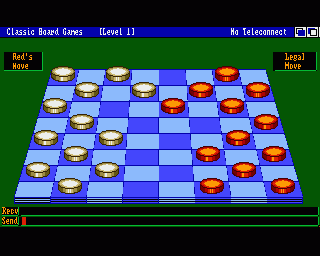 Classic Board Games [Level 1] No Teleconnect
Red's Move
Legal Move
Recv
Send